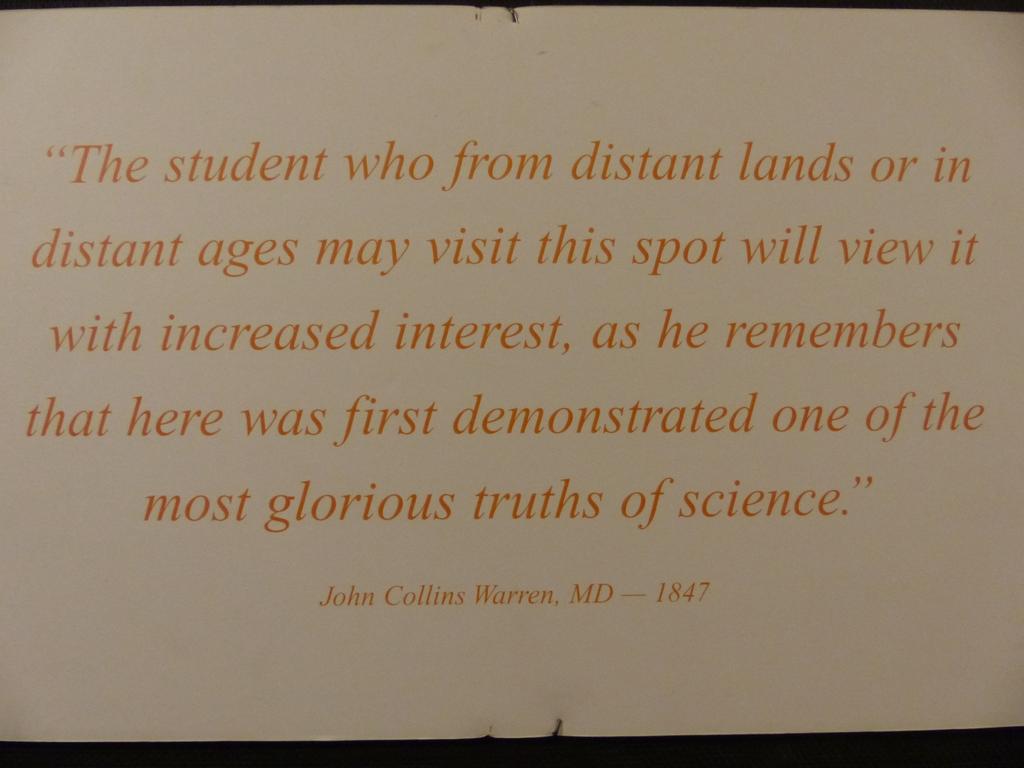 “The student who from distant lands or in
distant ages may visit this spot will view it
with increased interest, as he remembers
that here was first demonstrated one of the
most glorious truths of science.”
John Collins Warren, MD — 1847